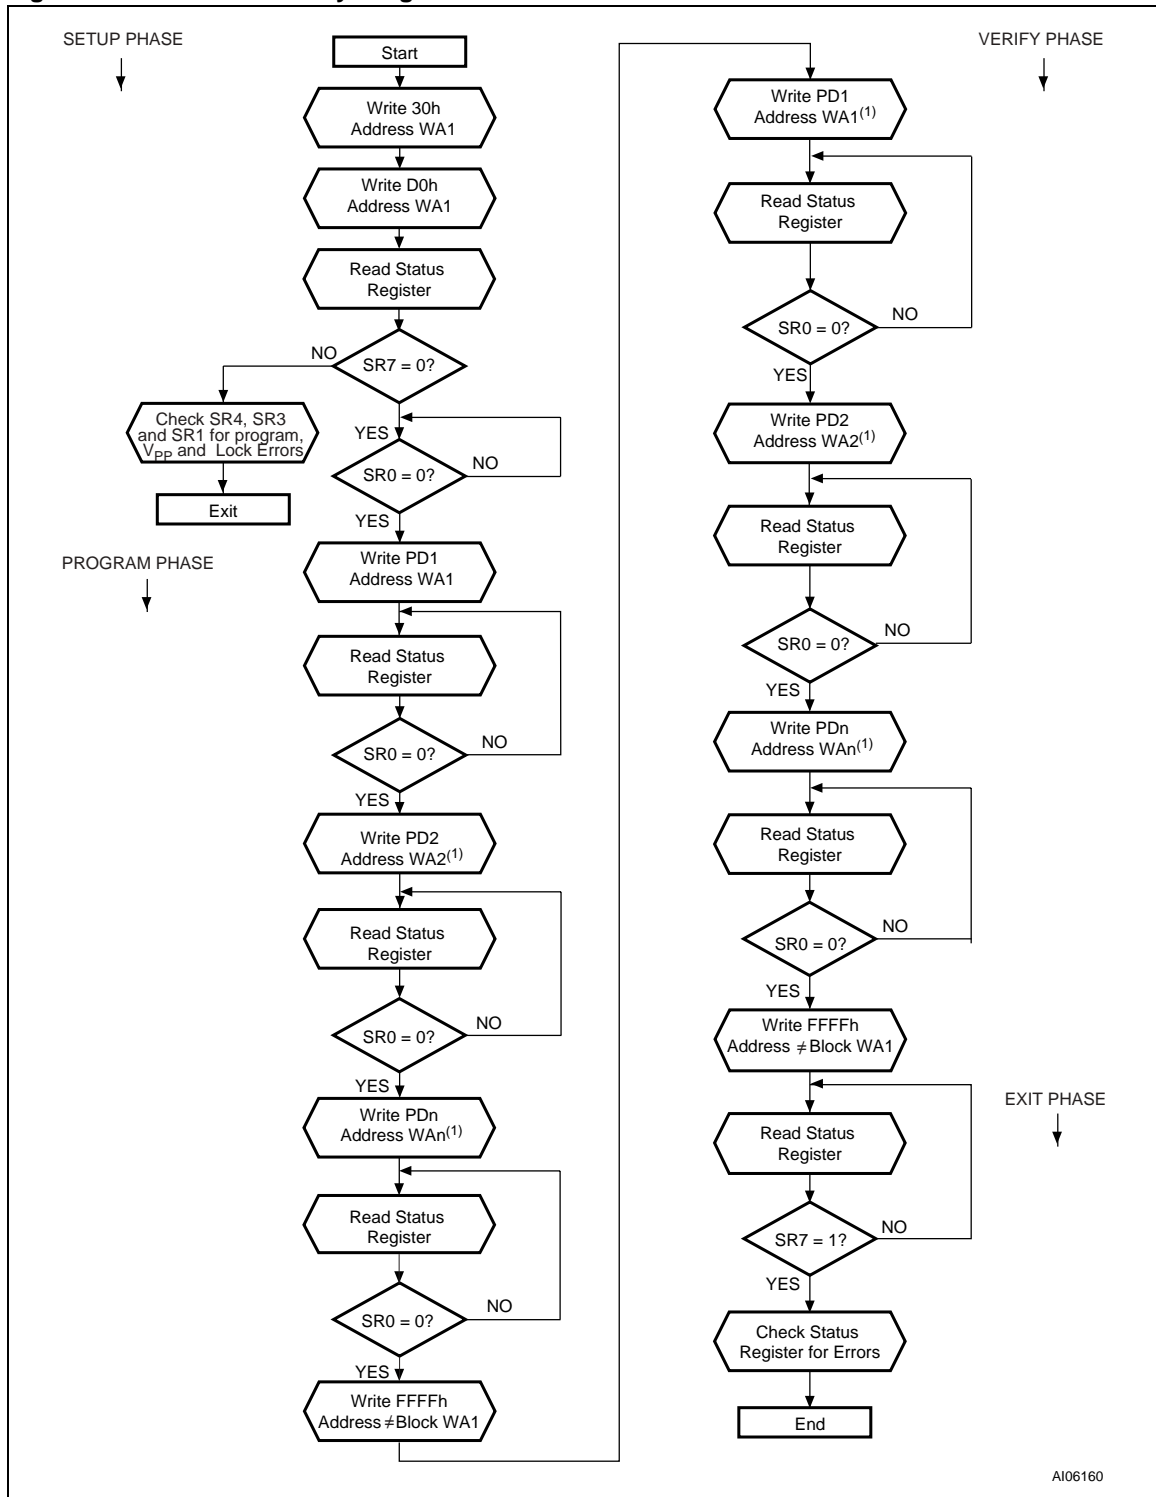 SETUP PHASE
Start
Write 30h
Address WA1
Write D0h
Address WA1
Read Status
Register
NO
SR7 = 0?
Check SR4, SR3
and SR1 for program,
VPP and Lock Errors
Exit
YES
SR0 = 0?
NO
YES
PROGRAM PHASE
Write PD1
Address WA1
Read Status
Register
SR0 = 0?
NO
YES
Write PD2
Address WA2(1)
Read Status
Register
SR0 = 0?
NO
YES
Write PDn
Address WAn(1)
Read Status
Register
SR0 = 0?
NO
YES
Write FFFFh
Address ≠Block WA1
VERIFY PHASE
Write PD1
Address WA1(1)
Read Status
Register
SR0 = 0?
NO
YES
Write PD2
Address WA2(1)
Read Status
Register
SR0 = 0?
NO
YES
Write PDn
Address WAn(1)
Read Status
Register
SR0 = 0?
NO
YES
Write FFFFh
Address ≠Block WA1
EXIT PHASE
Read Status
Register
SR7 = 1?
NO
YES
Check Status
Register for Errors
End
AI06160